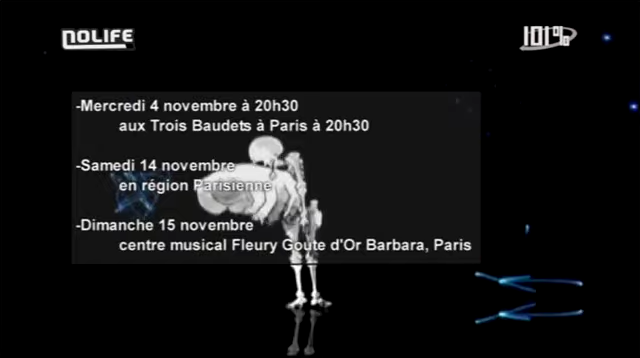 NOLIFE
101%
-Mercredi 4 novembre à 20h30
aux Trois Baudets à Paris à 20h30
-Samedi 14 novembre
en région Parisienne
-Dimanche 15 novembre
centre musical Fleury Goute d'Or Barbara, Paris